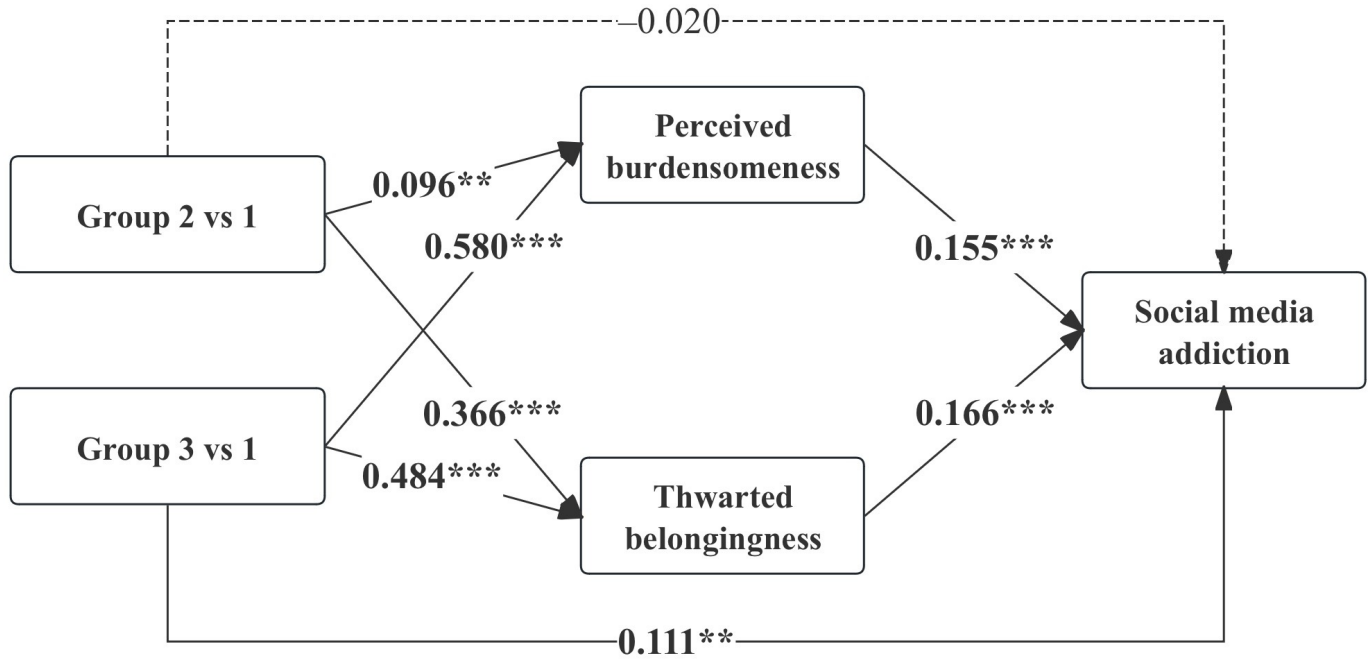 –0.020
Perceived
burdensomeness
0.096**
Group 2 vs 1
0.580***
0.155***
Social media
addiction
0.366***
0.166***
Group 3 vs 1
0.484***
Thwarted
belongingness
0.111**